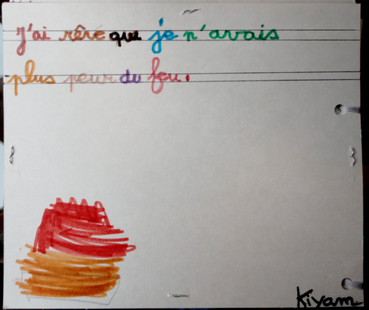 J'ai rêvé que je n'avais
plus peur du feu.
Kiyam